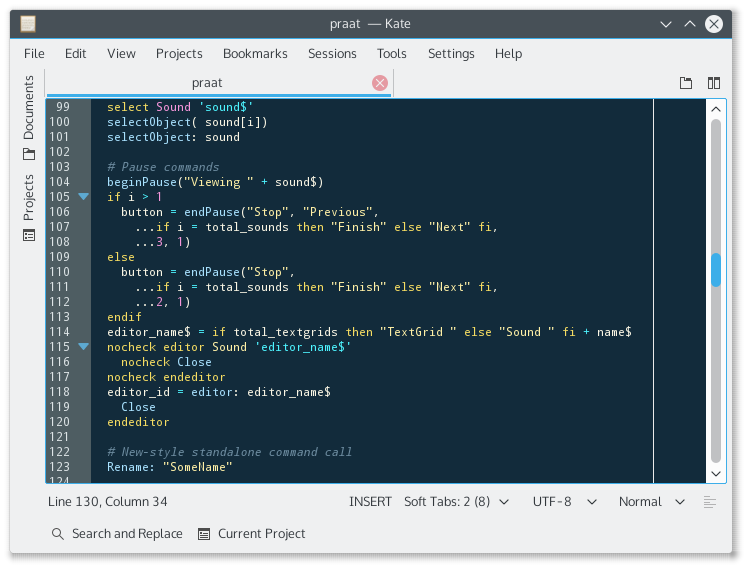 praat — Kate
File Edit View Projects Bookmarks Sessions Tools Settings Help
praat
Documents
Projects
99 select Sound 'sound$'
100 selectObject( sound[i])
101 selectObject: sound
102
103 # Pause commands
104 beginPause("Viewing " + sound$)
105 if i > 1
106   button = endPause("Stop", "Previous",
107     ...if i = total_sounds then "Finish" else "Next" fi,
108     ...3, 1)
109 else
110   button = endPause("Stop",
111     ...if i = total_sounds then "Finish" else "Next" fi,
112     ...2, 1)
113 endif
114 editor_name$ = if total_textgrids then "TextGrid " else "Sound " fi + name$
115 nocheck editor Sound 'editor_name$'
116   nocheck Close
117 nocheck endeditor
118 editor_id = editor: editor_name$
119   Close
120 endeditor
121
122 # New-style standalone command call
123 Rename: "SomeName"
124
Line 130, Column 34 INSERT Soft Tabs: 2 (8) UTF-8 Normal
Search and Replace Current Project